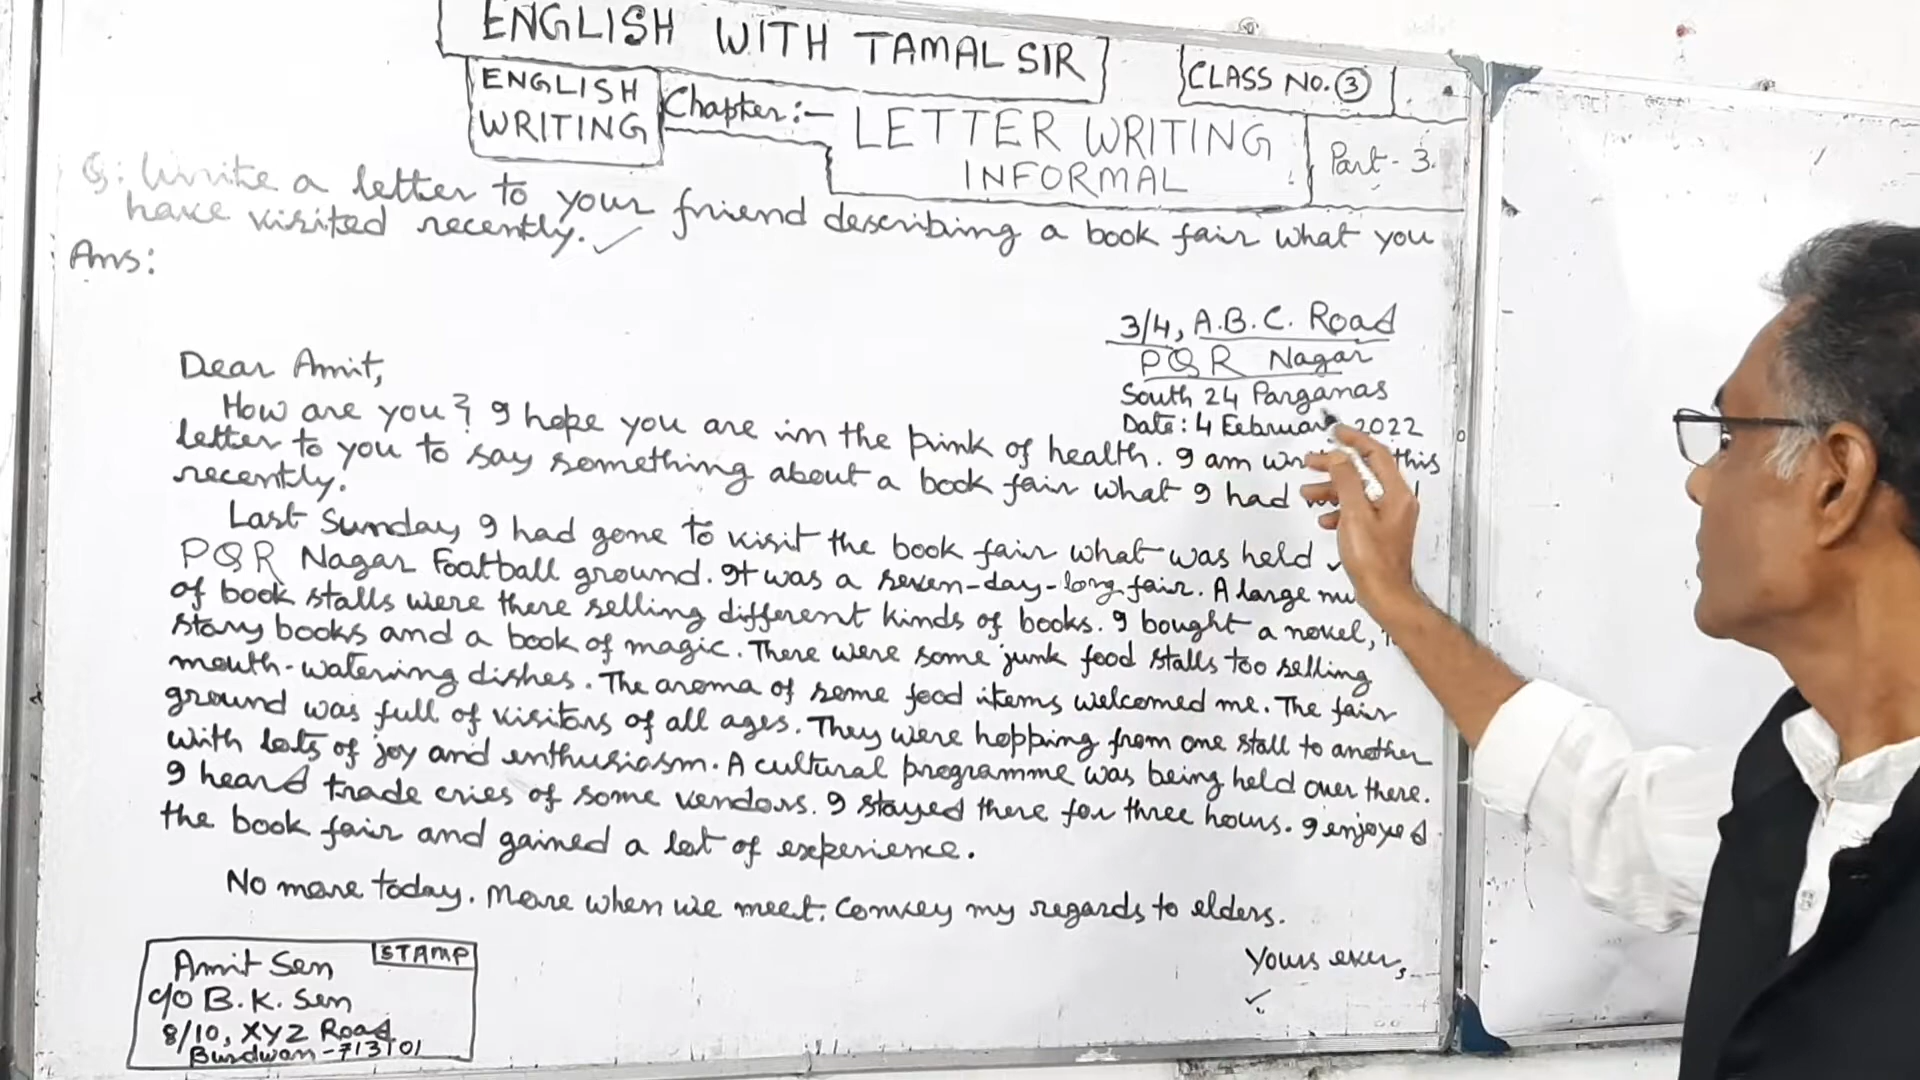 ENGLISH WITH TAMAL SIR
CLASS NO. 3
ENGLISH
WRITING
Chapter:-
LETTER WRITING
INFORMAL
Part - 3.
Q: Write a letter to your friend describing a book fair what you
have visited recently.
Ans:
3/4, A.B.C. Road
PQR Nagar
South 24 Parganas
Date: 4 February 2022
Dear Amit,
How are you? I hope you are in the pink of health. I am this
letter to you to say something about a book fair what I had
recently.
Last Sunday I had gone to visit the book fair what was held
PQR Nagar Football ground. It was a seven-day-long fair. A large
of book stalls were there selling different kinds of books. I bought a novel,
story books and a book of magic. There were some junk food stalls too selling
mouth-watering dishes. The aroma of some food items welcomed me. The fair
ground was full of visitors of all ages. They were hopping from one stall to another
with lots of joy and enthusiasm. A cultural programme was being held over there.
I heard trade cries of some vendors. I stayed there for three hours. I enjoyed
the book fair and gained a lot of experience.
No more today. More when we meet. Convey my regards to elders.
Yours ever,
STAMP
Amit Sen
c/o B.K. Sen
8/10, XYZ Road
Burdwan-713101